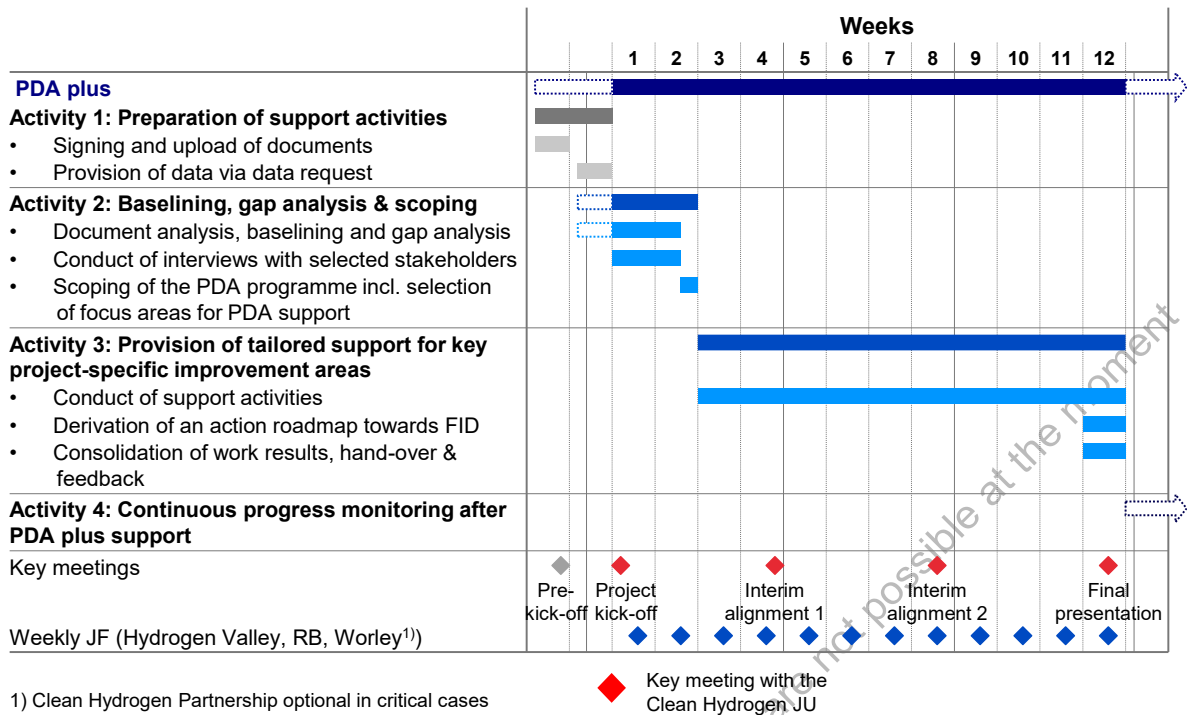 Weeks
1 2 3 4 5 6 7 8 9 10 11 12
PDA plus
Activity 1: Preparation of support activities
• Signing and upload of documents
• Provision of data via data request
Activity 2: Baselining, gap analysis & scoping
• Document analysis, baselining and gap analysis
• Conduct of interviews with selected stakeholders
• Scoping of the PDA programme incl. selection
of focus areas for PDA support
Activity 3: Provision of tailored support for key
project-specific improvement areas
• Conduct of support activities
• Derivation of an action roadmap towards FID
• Consolidation of work results, hand-over &
feedback
Activity 4: Continuous progress monitoring after
PDA plus support
Key meetings
Pre-
kick-off
Project
kick-off
Interim
alignment 1
Interim
alignment 2
Final
presentation
Weekly JF (Hydrogen Valley, RB, Worley1))
1) Clean Hydrogen Partnership optional in critical cases
Key meeting with the
Clean Hydrogen JU
are not possible at the moment